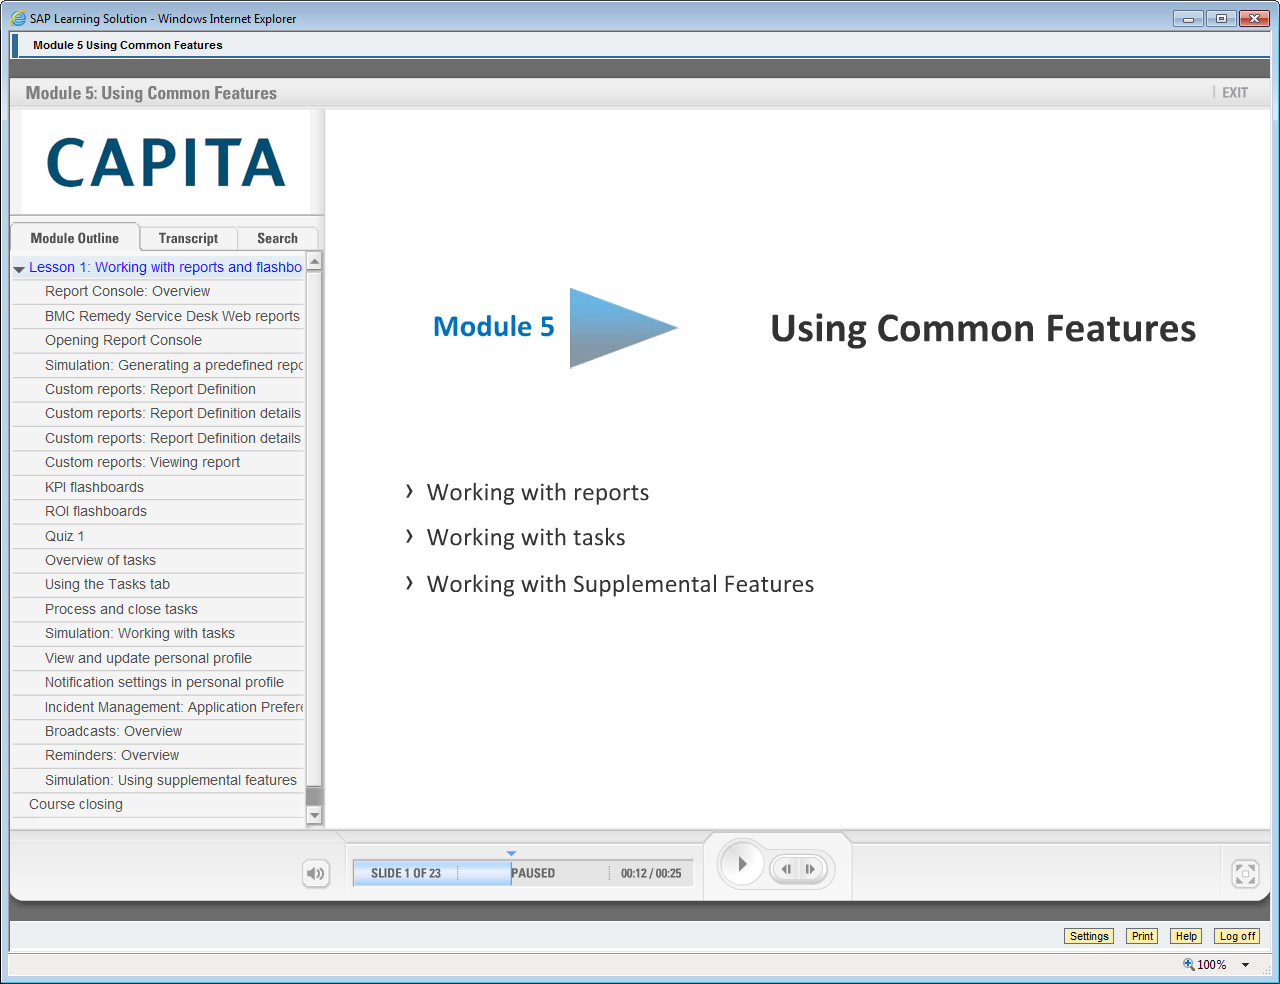 SAP Learning Solution - Windows Internet Explorer
Module 5 Using Common Features
Module 5: Using Common Features
EXIT
CAPITA
Module Outline
Transcript
Search
Lesson 1: Working with reports and flashbo
Report Console: Overview
BMC Remedy Service Desk Web reports
Opening Report Console
Simulation: Generating a predefined repo
Custom reports: Report Definition
Custom reports: Report Definition details
Custom reports: Report Definition details
Custom reports: Viewing report
KPI flashboards
ROI flashboards
Quiz 1
Overview of tasks
Using the Tasks tab
Process and close tasks
Simulation: Working with tasks
View and update personal profile
Notification settings in personal profile
Incident Management: Application Prefere
Broadcasts: Overview
Reminders: Overview
Simulation: Using supplemental features
Course closing
Module 5
Using Common Features
› Working with reports
› Working with tasks
› Working with Supplemental Features
SLIDE 1 OF 23
PAUSED
00:12 / 00:25
Settings
Print
Help
Log off
100%